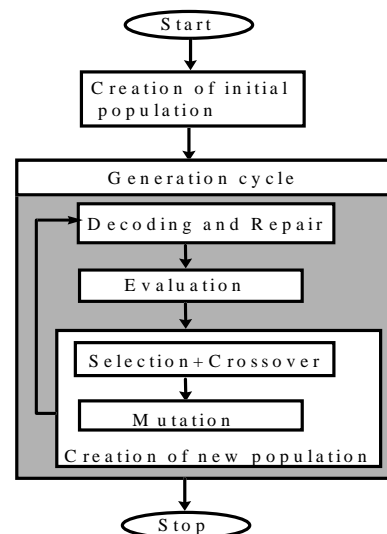 Start
Creation of initial
population
Generation cycle
Decoding and Repair
Evaluation
Selection+Crossover
Mutation
Creation of new population
Stop